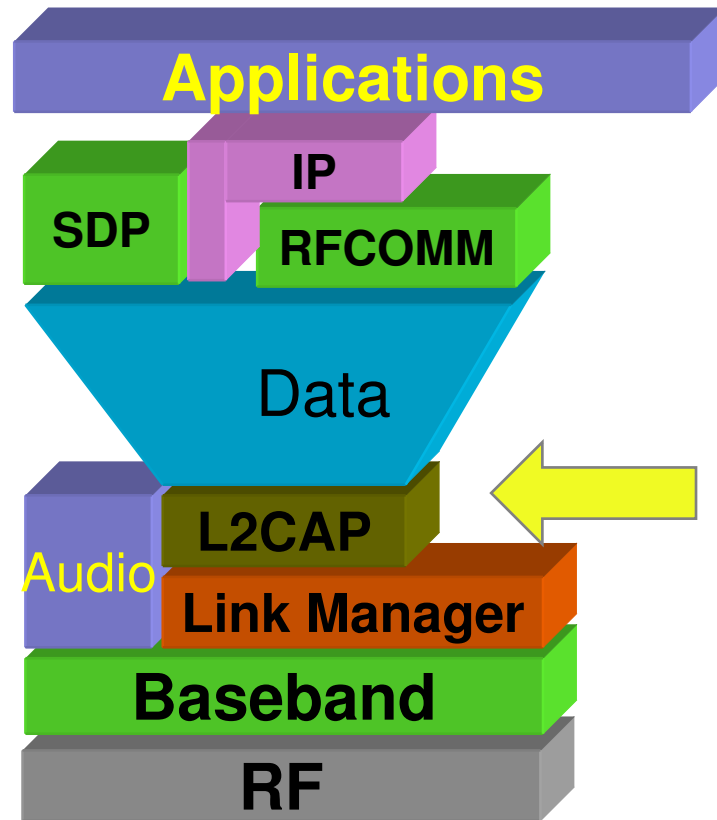 Applications
IP
SDP
RFCOMM
Data
L2CAP
Audio
Link Manager
Baseband
RF